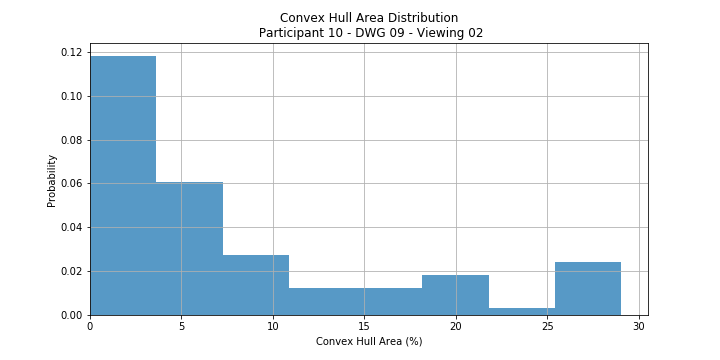 Convex Hull Area Distribution
Participant 10 - DWG 09 - Viewing 02
0.12
0.10
0.08
0.06
0.04
0.02
0.00
Probability
0 5 10 15 20 25 30
Convex Hull Area (%)